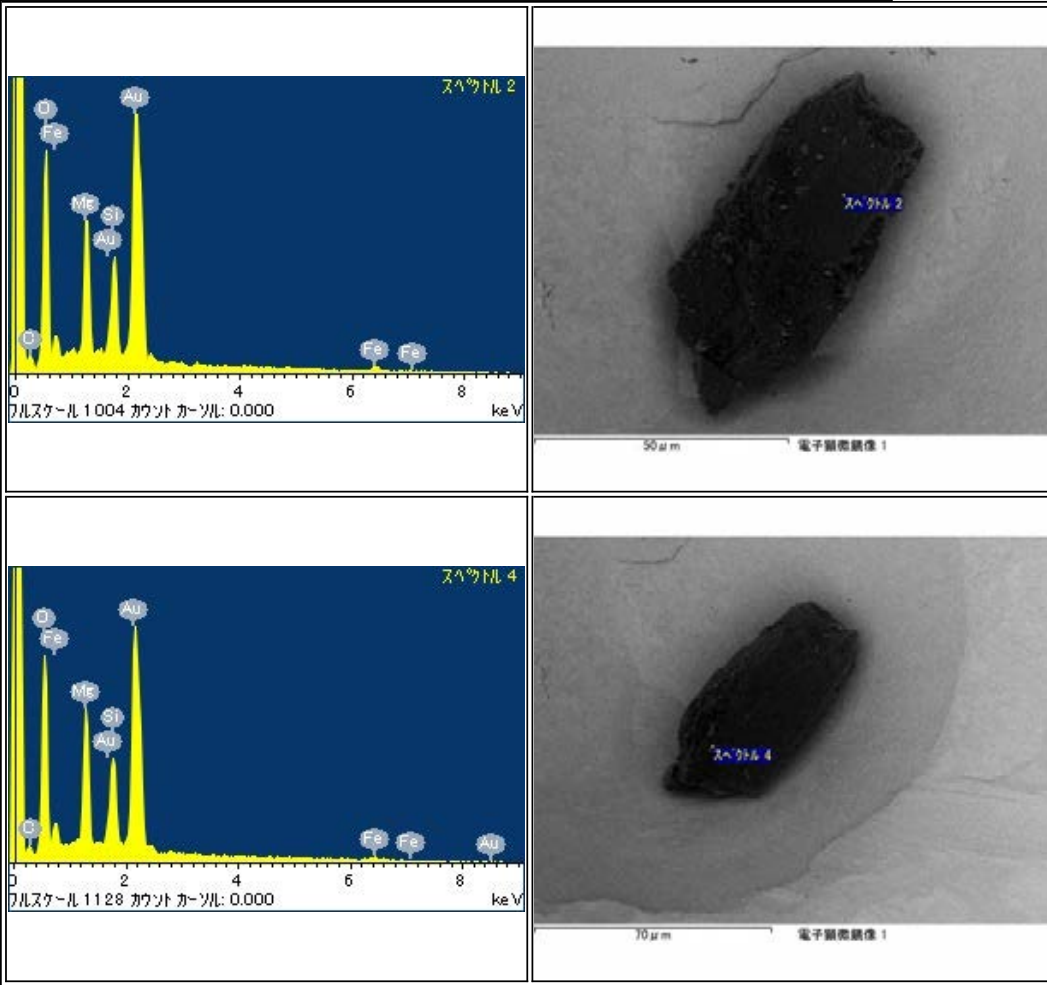 スペクトル 2
Au
O
Fe
Mg
Si
Au
C
Fe
Fe
0 2 4 6 8
フルスケール 1004 カウント カーソル: 0.000 keV
スペクトル 2
50μm 電子顕微鏡像 1
スペクトル 4
Au
O
Fe
Mg
Si
Au
C
Fe
Fe
Au
0 2 4 6 8
フルスケール 1128 カウント カーソル: 0.000 keV
スペクトル 4
70μm 電子顕微鏡像 1